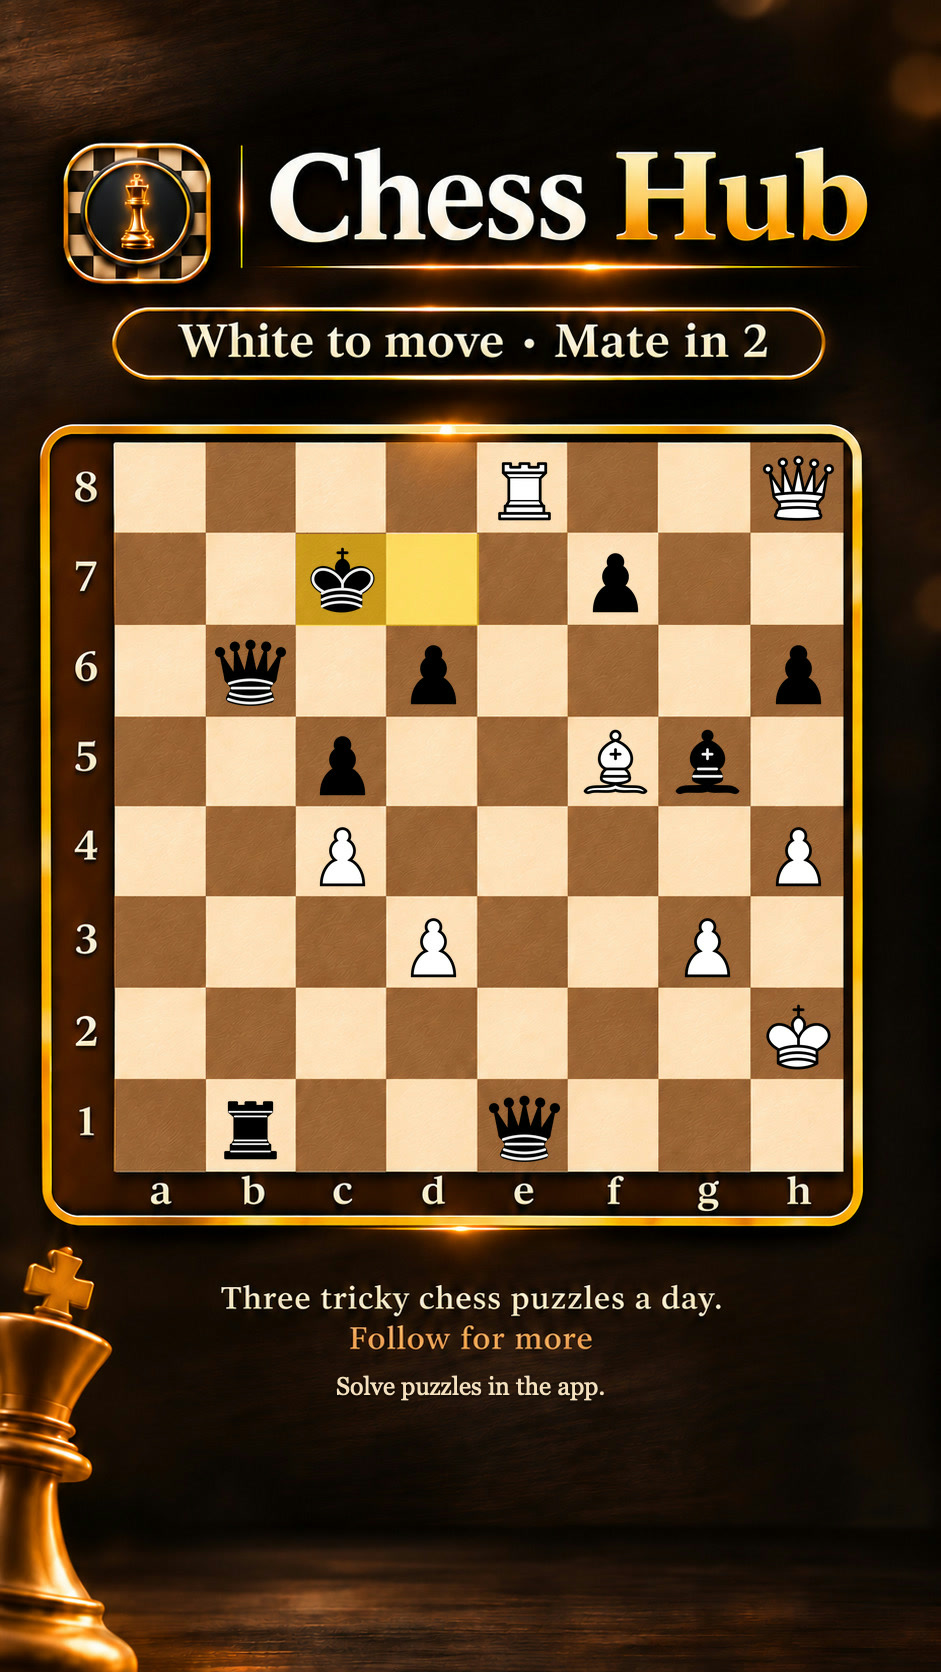 Chess Hub
White to move • Mate in 2
8
7
6
5
4
3
2
1
a b c d e f g h
Three tricky chess puzzles a day.
Follow for more
Solve puzzles in the app.